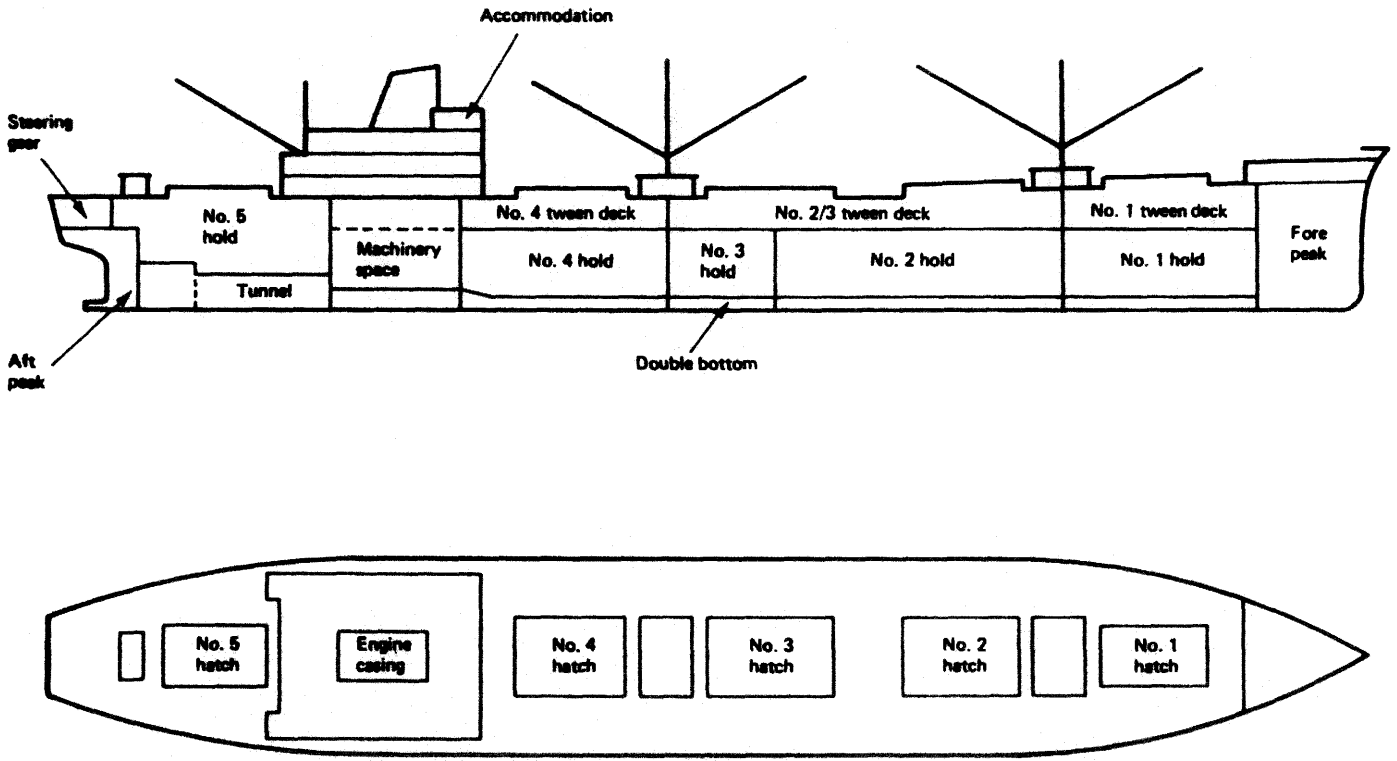 Accommodation
Steering
gear
No. 5
hold
No. 4 tween deck
No. 2/3 tween deck
No. 1 tween deck
Machinery
space
No. 4 hold
No. 3
hold
No. 2 hold
No. 1 hold
Fore
peak
Tunnel
Aft
peak
Double bottom
No. 5
hatch
Engine
casing
No. 4
hatch
No. 3
hatch
No. 2
hatch
No. 1
hatch